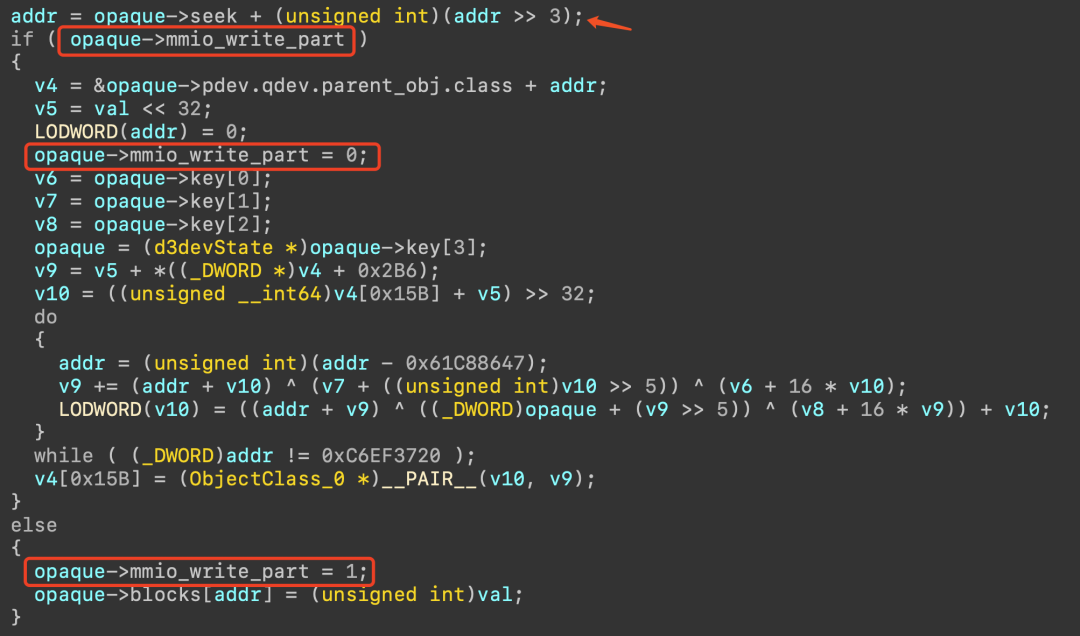 addr = opaque->seek + (unsigned int)(addr >> 3);
if ( opaque->mmio_write_part )
{
v4 = &opaque->pdev.qdev.parent_obj.class + addr;
v5 = val << 32;
LODWORD(addr) = 0;
opaque->mmio_write_part = 0;
v6 = opaque->key[0];
v7 = opaque->key[1];
v8 = opaque->key[2];
opaque = (d3devState *)opaque->key[3];
v9 = v5 + *((_DWORD *)v4 + 0x2B6);
v10 = ((unsigned __int64)v4[0x15B] + v5) >> 32;
do
{
addr = (unsigned int)(addr - 0x61C88647);
v9 += (addr + v10) ^ (v7 + ((unsigned int)v10 >> 5)) ^ (v6 + 16 * v10);
LODWORD(v10) = ((addr + v9) ^ ((_DWORD)opaque + (v9 >> 5)) ^ (v8 + 16 * v9)) + v10;
}
while ( (_DWORD)addr != 0xC6EF3720 );
v4[0x15B] = (ObjectClass_0 *)__PAIR__(v10, v9);
}
else
{
opaque->mmio_write_part = 1;
opaque->blocks[addr] = (unsigned int)val;
}